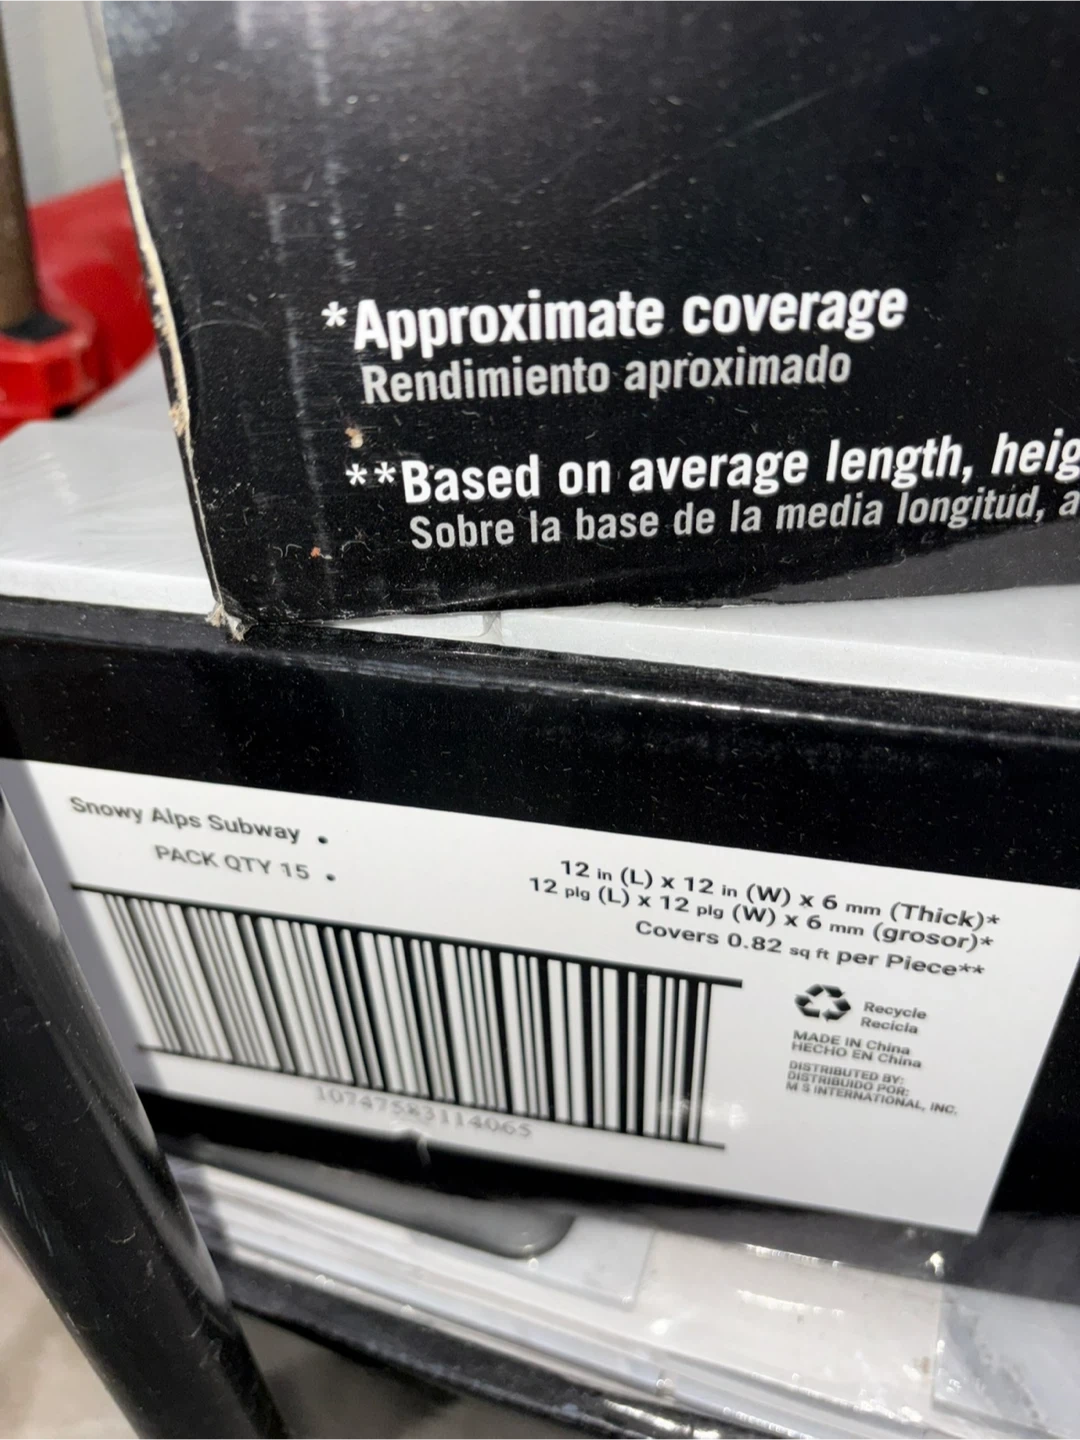 *Approximate coverage
Rendimiento aproximado
**Based on average length, heig
Sobre la base de la media longitud, a
Snowy Alps Subway •
PACK QTY 15 •
12 in (L) x 12 in (W) x 6 mm (Thick)*
12 plg (L) x 12 plg (W) x 6 mm (grosor)*
Covers 0.82 sq ft per Piece**
Recycle
Recicla
MADE IN China
HECHO EN China
DISTRIBUTED BY:
DISTRIBUIDO POR:
M S INTERNATIONAL, INC.
10747583114065